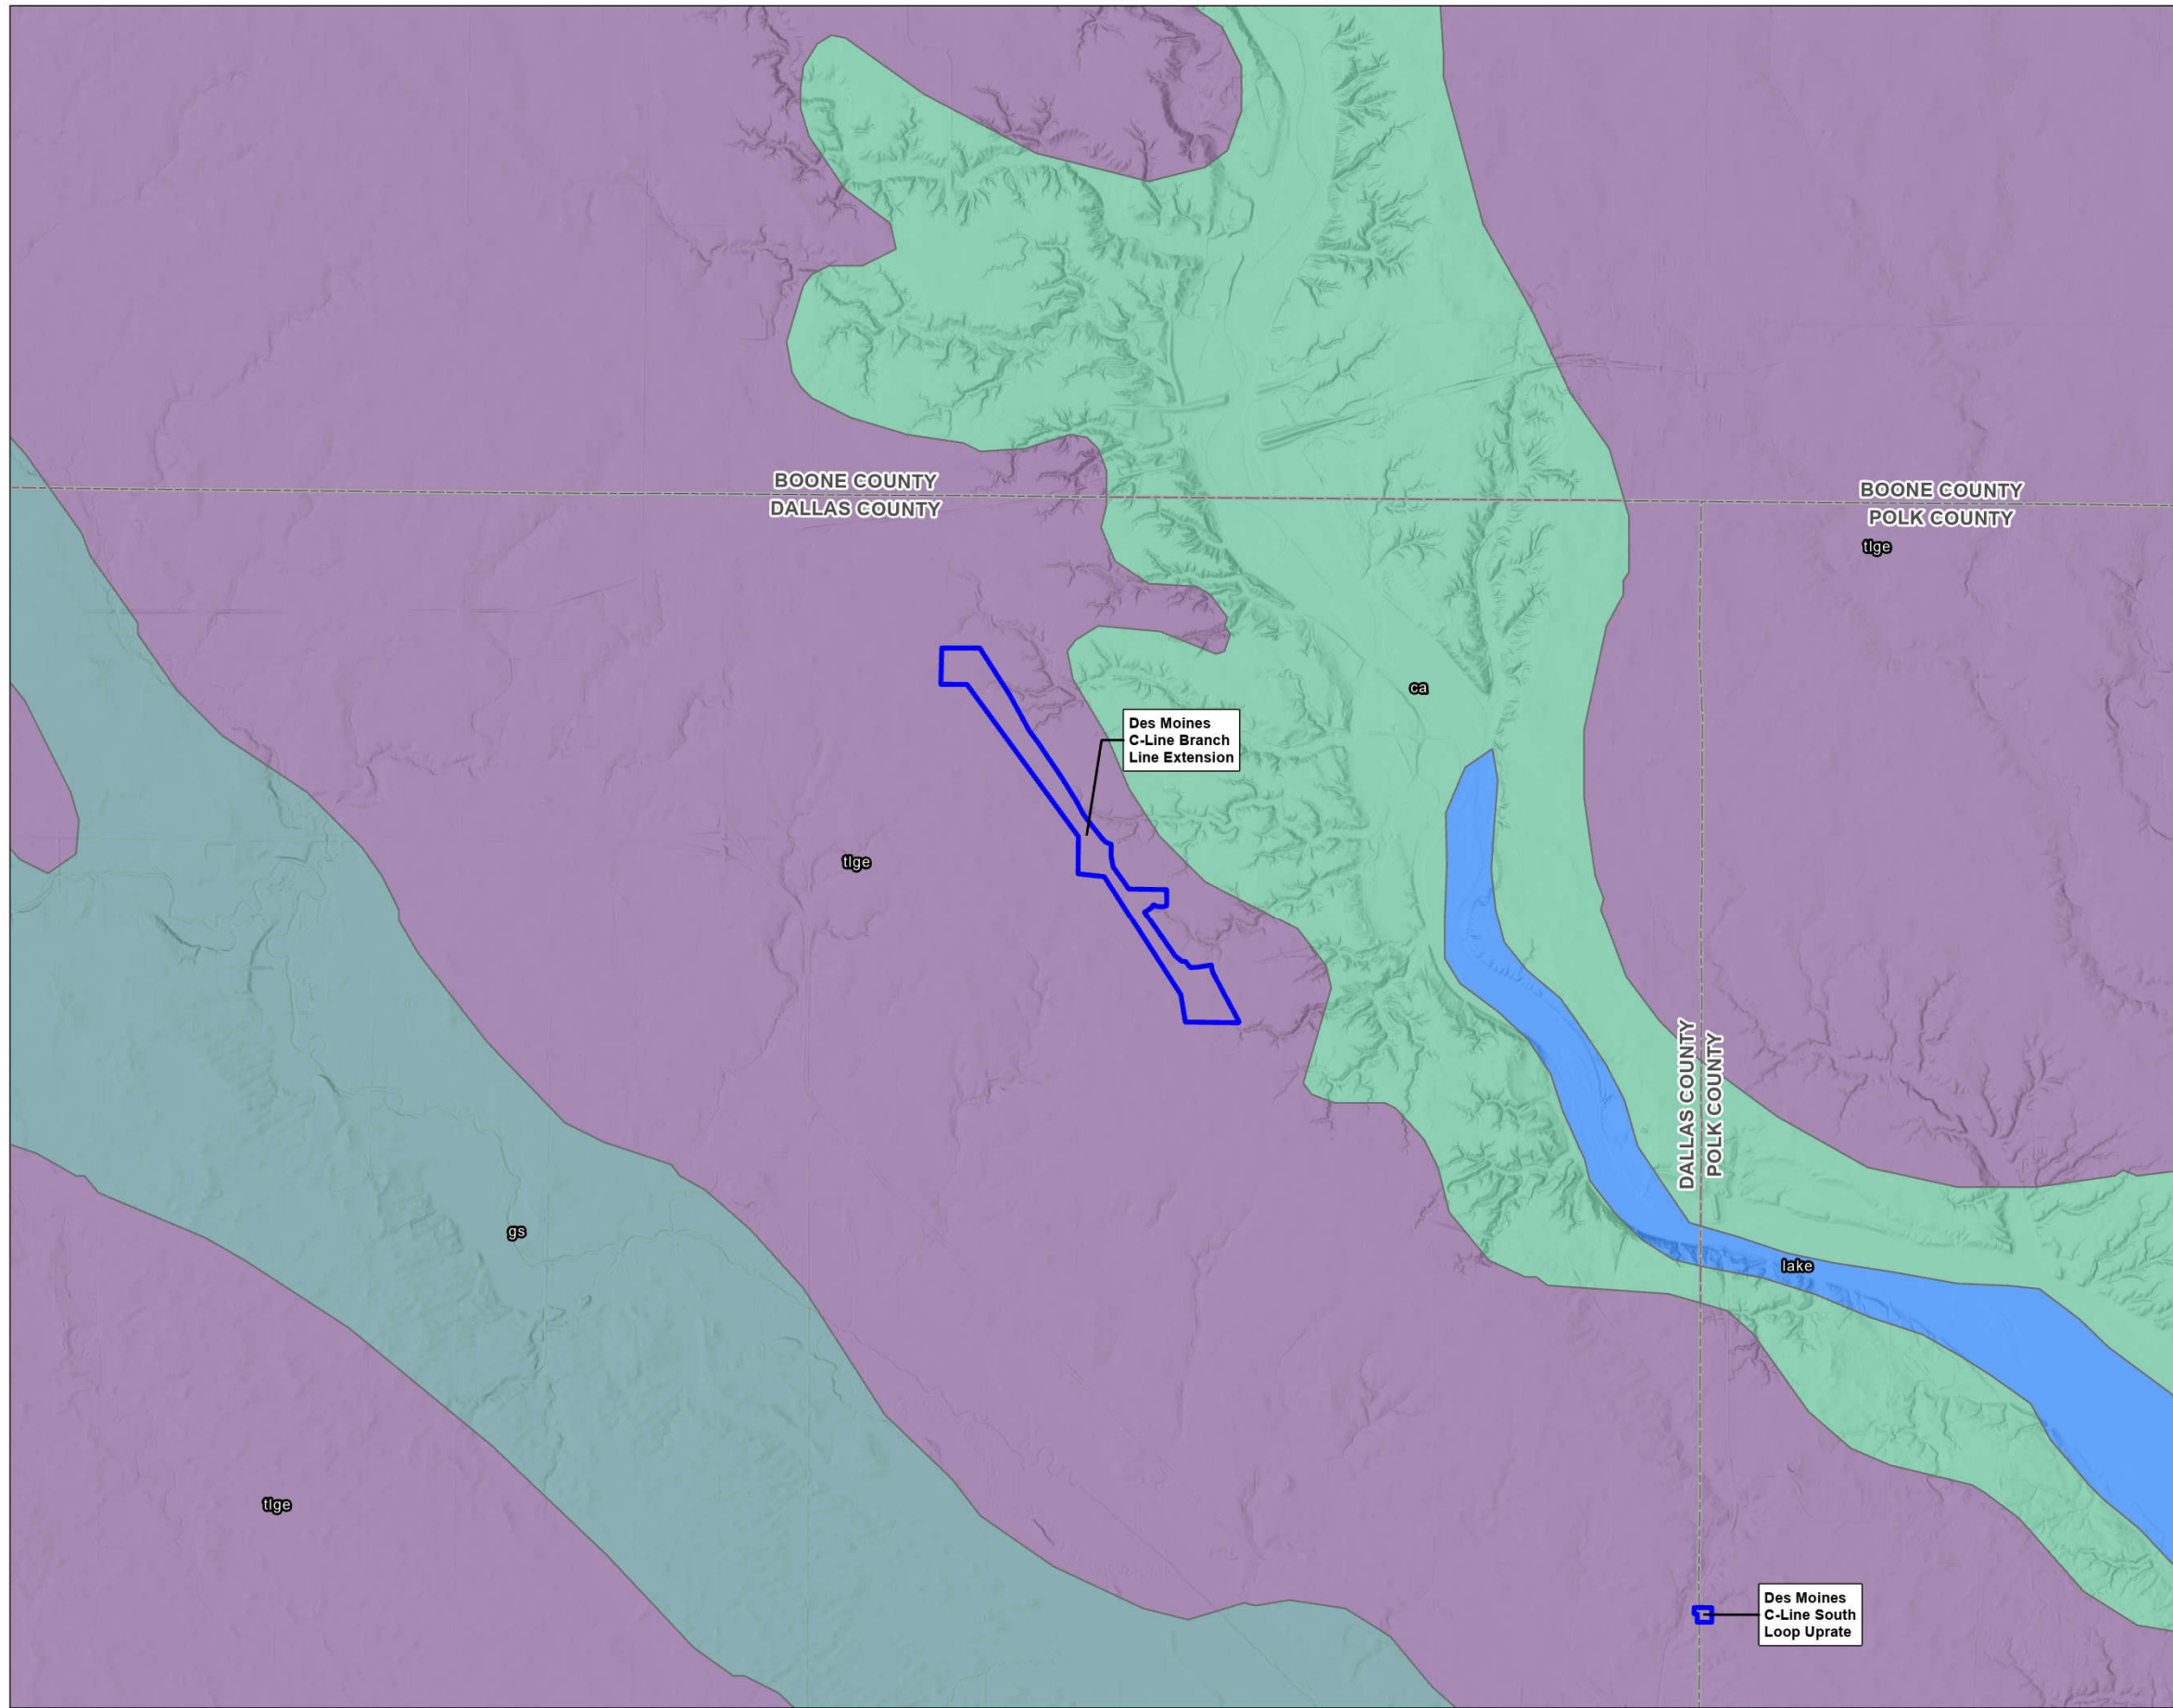 BOONE COUNTY
DALLAS COUNTY
BOONE COUNTY
POLK COUNTY
tlge
ca
Des Moines
C-Line Branch
Line Extension
tlge
DALLAS COUNTY
POLK COUNTY
gs
lake
tlge
Des Moines
C-Line South
Loop Uprate